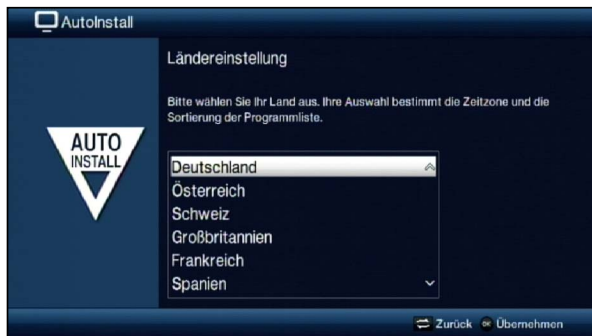 AutoInstall
Ländereinstellung
Bitte wählen Sie Ihr Land aus. Ihre Auswahl bestimmt die Zeitzone und die
Sortierung der Programmliste.
AUTO
INSTALL
Deutschland
Österreich
Schweiz
Großbritannien
Frankreich
Spanien
Zurück OK Übernehmen